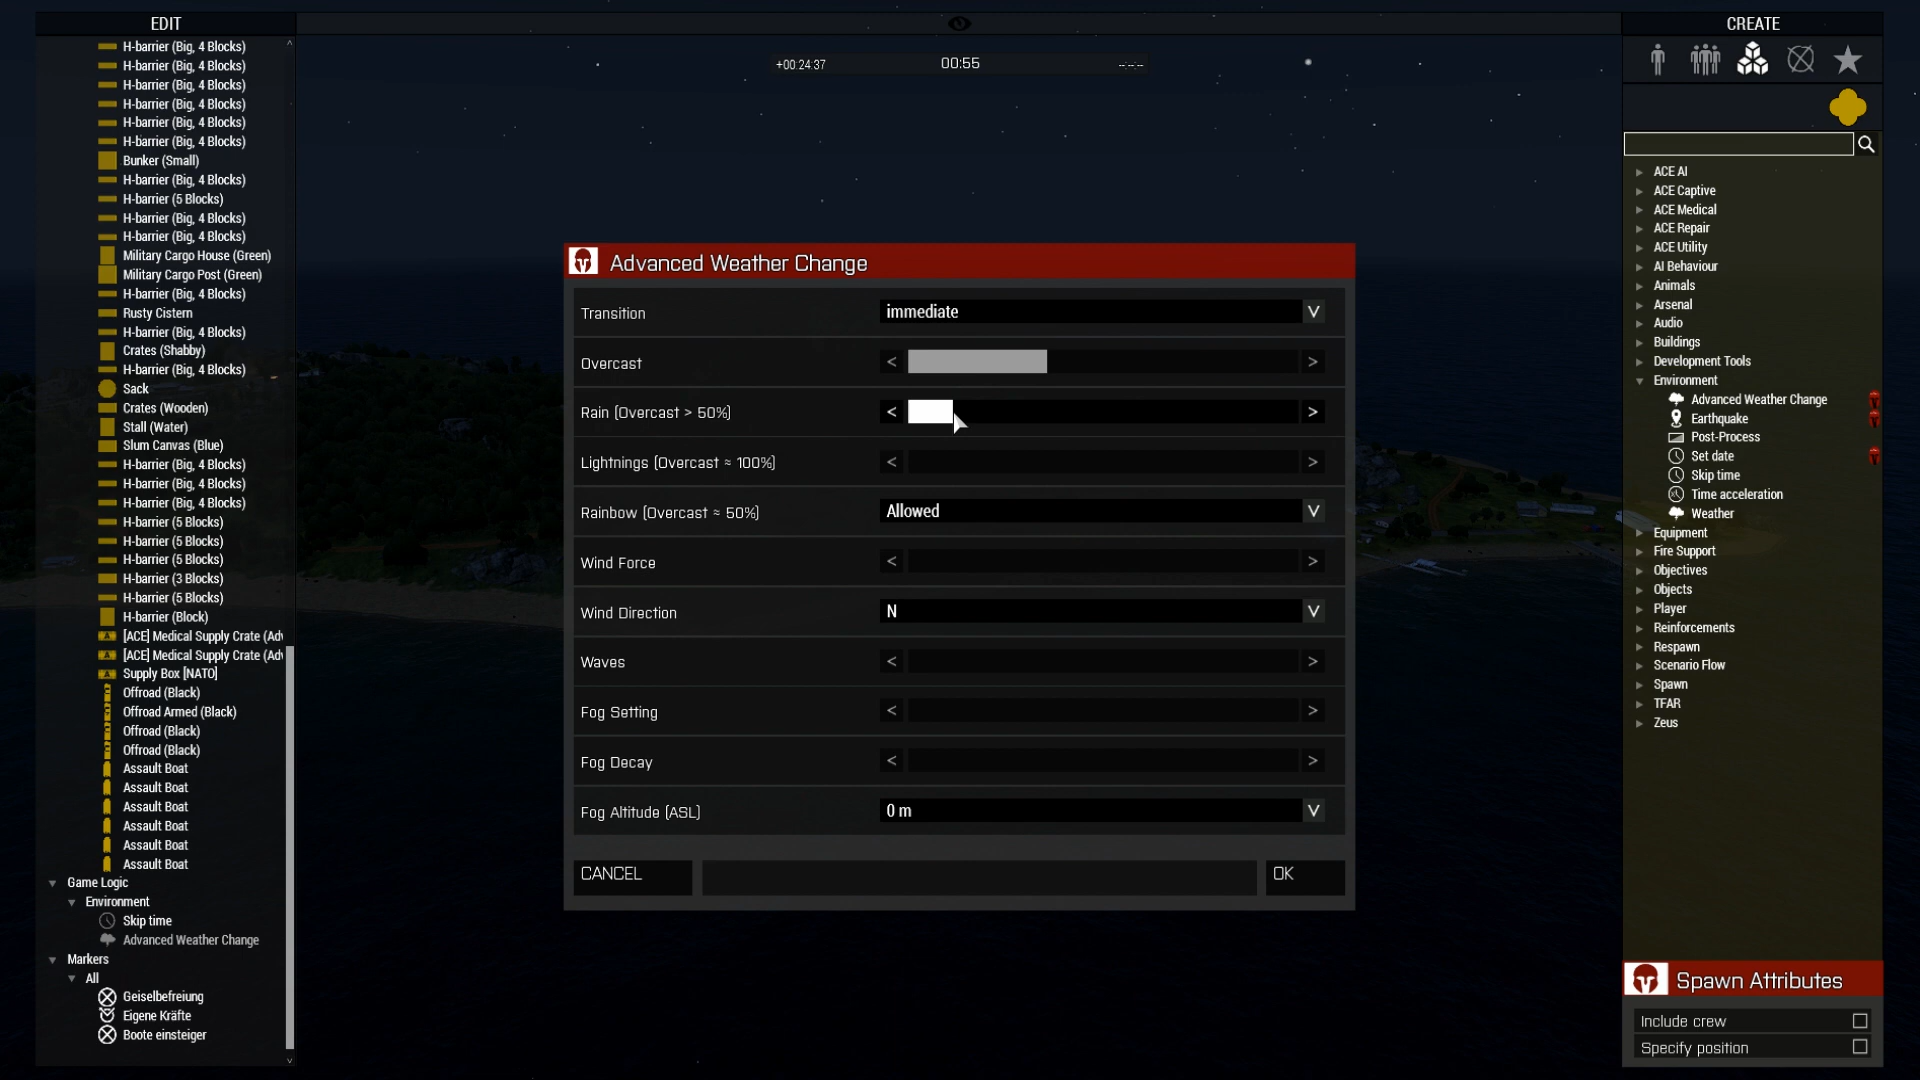 EDIT
H-barrier (Big, 4 Blocks)
H-barrier (Big, 4 Blocks)
H-barrier (Big, 4 Blocks)
H-barrier (Big, 4 Blocks)
H-barrier (Big, 4 Blocks)
H-barrier (Big, 4 Blocks)
Bunker (Small)
H-barrier (Big, 4 Blocks)
H-barrier (5 Blocks)
H-barrier (Big, 4 Blocks)
H-barrier (Big, 4 Blocks)
Military Cargo House (Green)
Military Cargo Post (Green)
H-barrier (Big, 4 Blocks)
Rusty Cistern
H-barrier (Big, 4 Blocks)
Crates (Shabby)
H-barrier (Big, 4 Blocks)
Sack
Crates (Wooden)
Stall (Water)
Slum Canvas (Blue)
H-barrier (Big, 4 Blocks)
H-barrier (Big, 4 Blocks)
H-barrier (Big, 4 Blocks)
H-barrier (5 Blocks)
H-barrier (5 Blocks)
H-barrier (5 Blocks)
H-barrier (3 Blocks)
H-barrier (5 Blocks)
H-barrier (Block)
[ACE] Medical Supply Crate (Adv
[ACE] Medical Supply Crate (Adv
Supply Box [NATO]
Offroad (Black)
Offroad Armed (Black)
Offroad (Black)
Offroad (Black)
Assault Boat
Assault Boat
Assault Boat
Assault Boat
Assault Boat
Assault Boat
Game Logic
Environment
Skip time
Advanced Weather Change
Markers
All
Geiselbefreiung
Eigene Kräfte
Boote einsteiger
+00:24:37 00:55 --:--:--
Advanced Weather Change
Transition immediate
Overcast
Rain (Overcast > 50%)
Lightnings (Overcast ≈ 100%)
Rainbow (Overcast ≈ 50%) Allowed
Wind Force
Wind Direction N
Waves
Fog Setting
Fog Decay
Fog Altitude (ASL) 0 m
CANCEL OK
CREATE
ACE AI
ACE Captive
ACE Medical
ACE Repair
ACE Utility
AI Behaviour
Animals
Arsenal
Audio
Buildings
Development Tools
Environment
Advanced Weather Change
Earthquake
Post-Process
Set date
Skip time
Time acceleration
Weather
Equipment
Fire Support
Objectives
Objects
Player
Reinforcements
Respawn
Scenario Flow
Spawn
TFAR
Zeus
Spawn Attributes
Include crew
Specify position